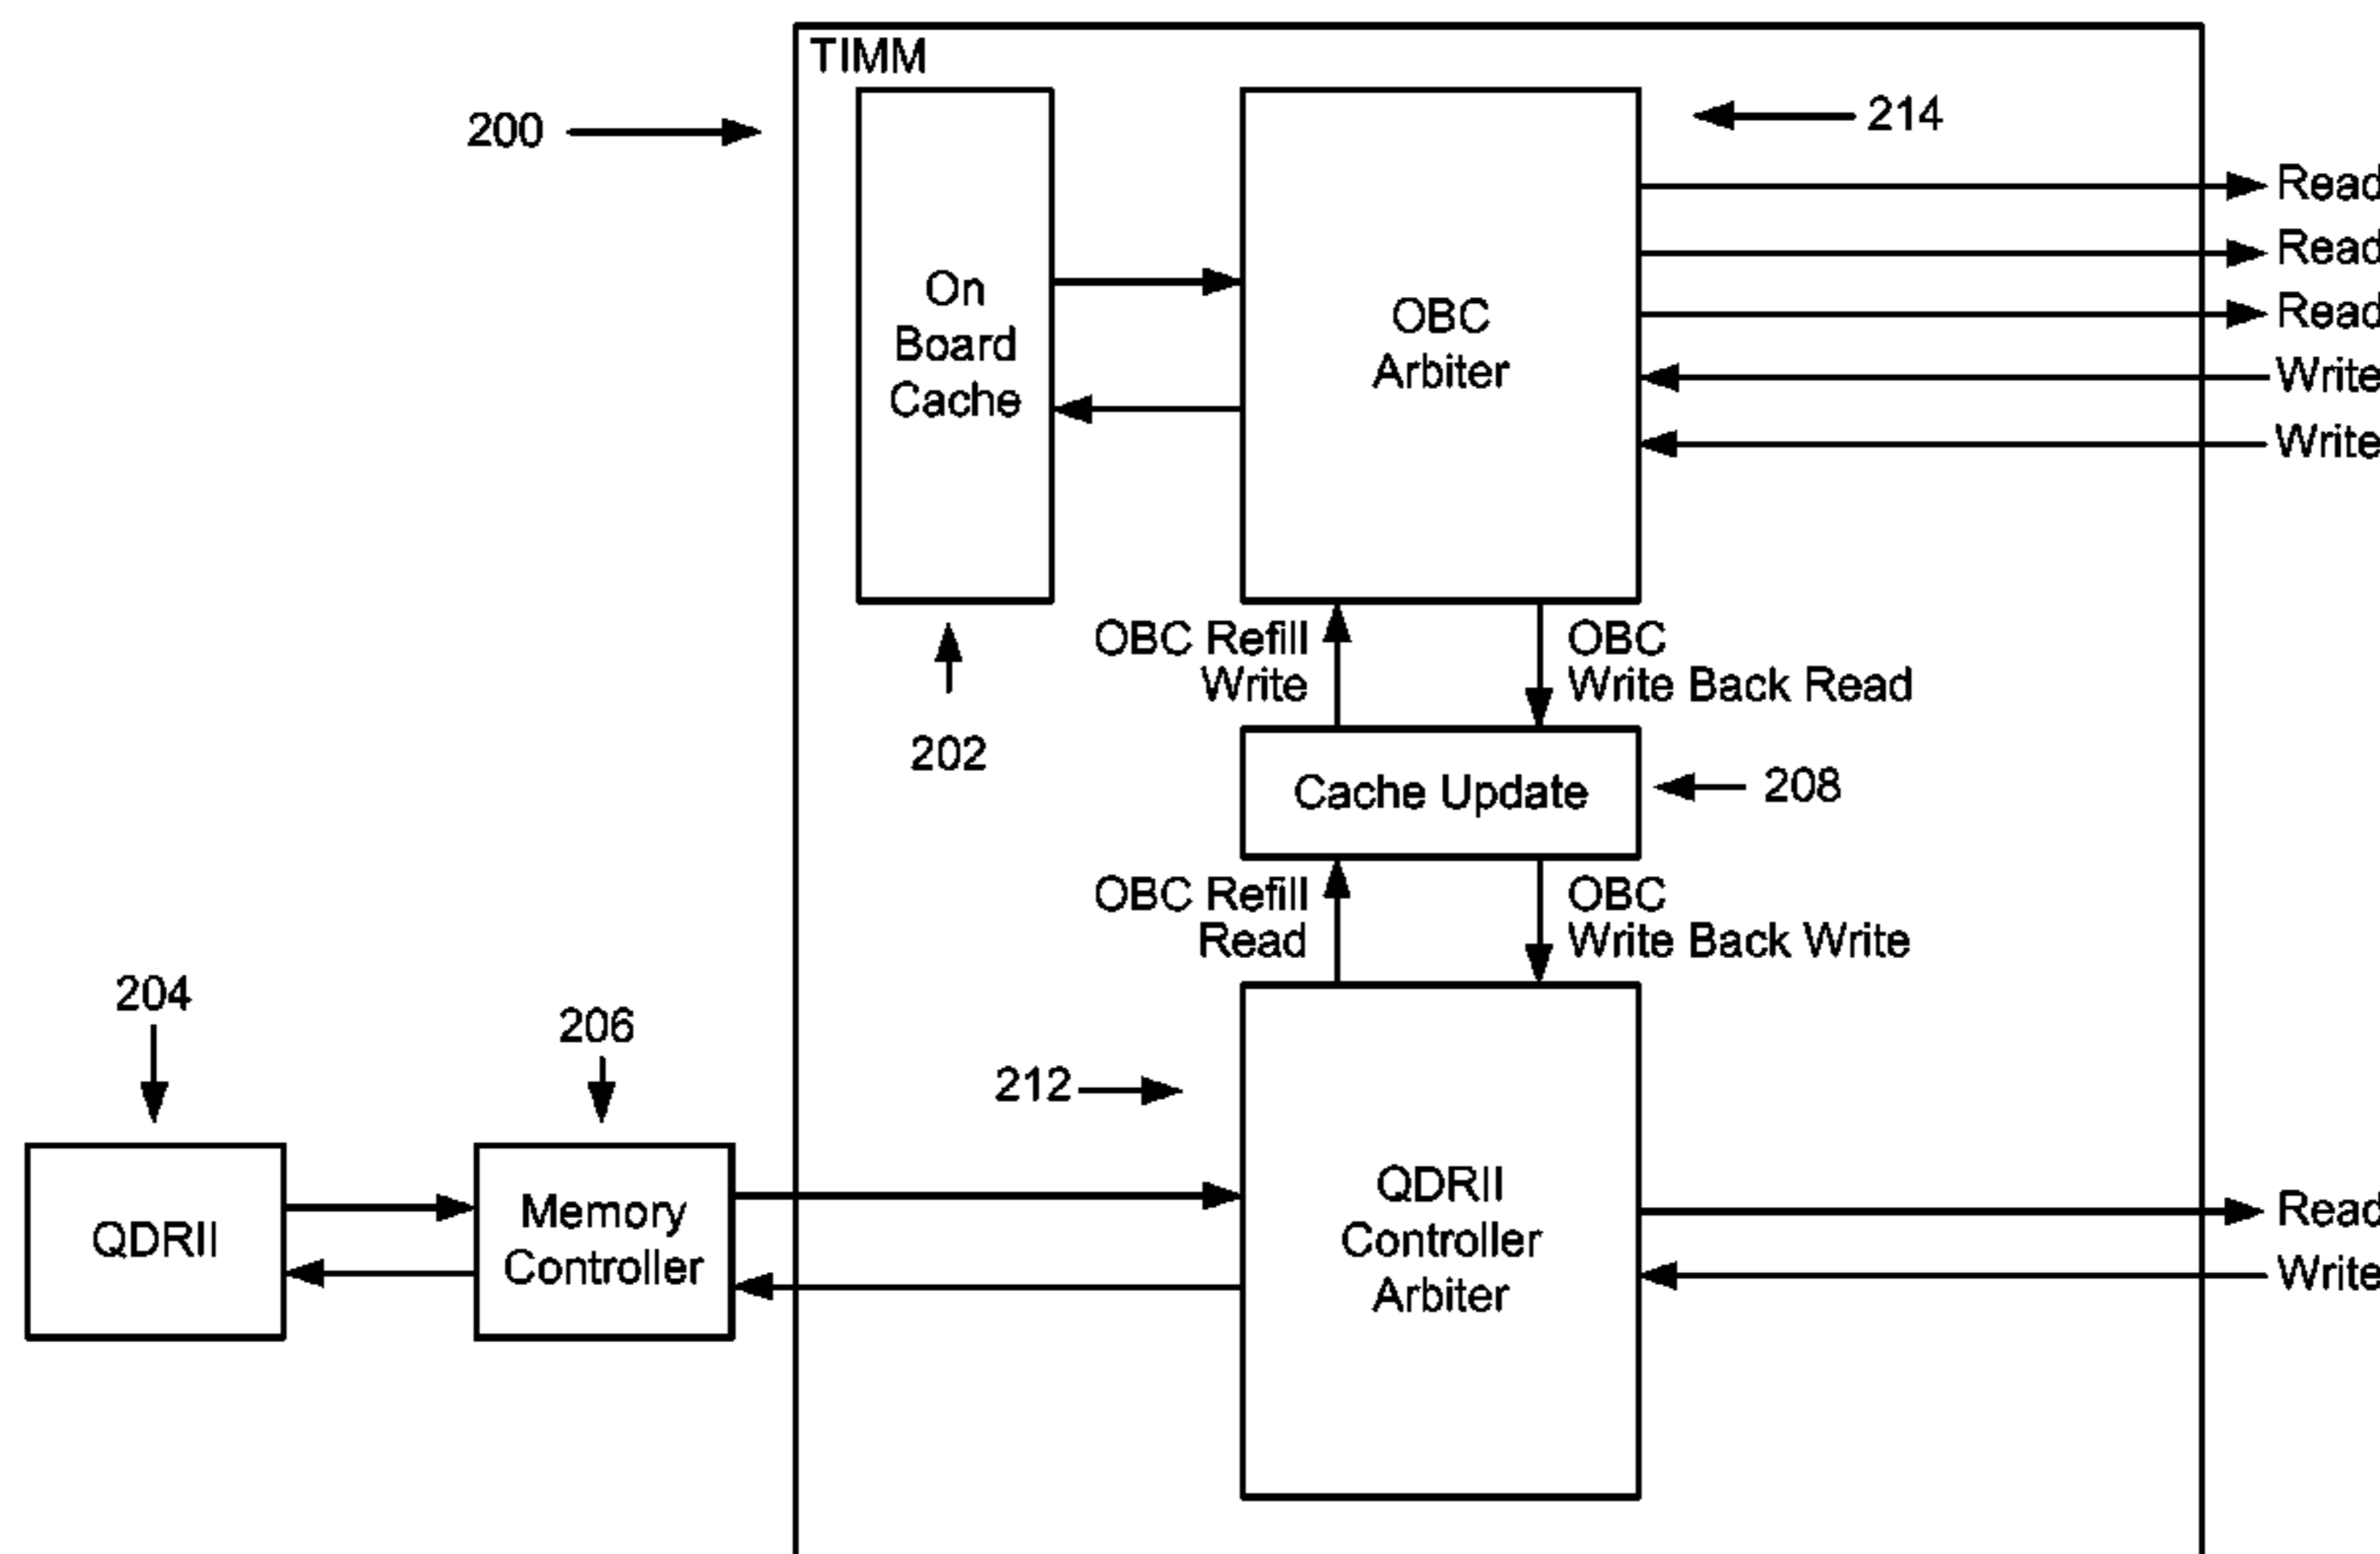 TIMM
200
214
Read
Read
Read
Write
Write
On
Board
Cache
OBC
Arbiter
OBC Refill
Write
OBC
Write Back Read
202
Cache Update
208
OBC Refill
Read
OBC
Write Back Write
204
206
212
QDRII
Memory
Controller
QDRII
Controller
Arbiter
Read
Write